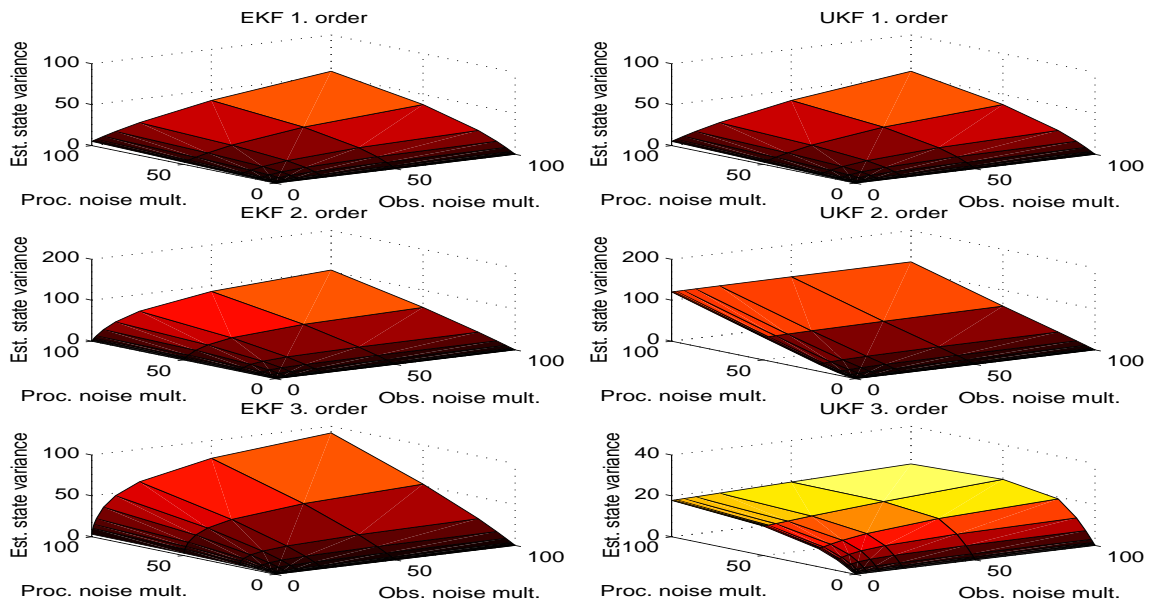 EKF 1. order
UKF 1. order
Est. state variance
100
50
0
100
50
0
0
50
100
Proc. noise mult.
Obs. noise mult.
Est. state variance
100
50
0
100
50
0
0
50
100
Proc. noise mult.
Obs. noise mult.
EKF 2. order
UKF 2. order
Est. state variance
200
100
0
100
50
0
0
50
100
Proc. noise mult.
Obs. noise mult.
Est. state variance
200
100
0
100
50
0
0
50
100
Proc. noise mult.
Obs. noise mult.
EKF 3. order
UKF 3. order
Est. state variance
100
50
0
100
50
0
0
50
100
Proc. noise mult.
Obs. noise mult.
Est. state variance
40
20
0
100
50
0
0
50
100
Proc. noise mult.
Obs. noise mult.